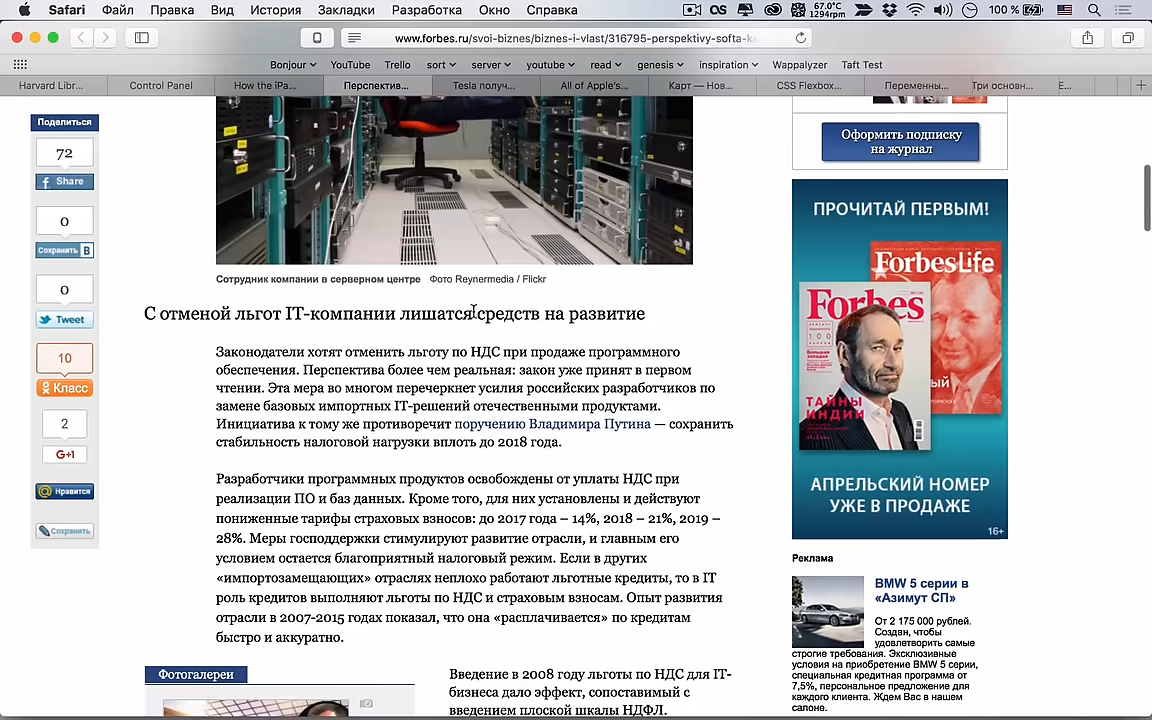 Safari Файл Правка Вид История Закладки Разработка Окно Справка
67.0°C
1294rpm
100 %
www.forbes.ru/svoi-biznes/biznes-i-vlast/316795-perspektivy-softa-k
Bonjour YouTube Trello sort server youtube read genesis inspiration Wappalyzer Taft Test
Harvard Libr... Control Panel How the iPa... Перспектив... Tesla получ... All of Apple's... Карт — Нов... CSS Flexbox... Переменны... Три основн... Е...
Поделиться
72
Share
0
Сохранить В
0
Tweet
10
Класс
2
G+1
Нравится
Сохранить
Сотрудник компании в серверном центре Фото Reynermedia / Flickr
С отменой льгот IT-компании лишатся средств на развитие
Законодатели хотят отменить льготу по НДС при продаже программного
обеспечения. Перспектива более чем реальная: закон уже принят в первом
чтении. Эта мера во многом перечеркнет усилия российских разработчиков по
замене базовых импортных IT-решений отечественными продуктами.
Инициатива к тому же противоречит поручению Владимира Путина — сохранить
стабильность налоговой нагрузки вплоть до 2018 года.
Разработчики программных продуктов освобождены от уплаты НДС при
реализации ПО и баз данных. Кроме того, для них установлены и действуют
пониженные тарифы страховых взносов: до 2017 года – 14%, 2018 – 21%, 2019 –
28%. Меры господдержки стимулируют развитие отрасли, и главным его
условием остается благоприятный налоговый режим. Если в других
«импортозамещающих» отраслях неплохо работают льготные кредиты, то в IT
роль кредитов выполняют льготы по НДС и страховым взносам. Опыт развития
отрасли в 2007-2015 годах показал, что она «расплачивается» по кредитам
быстро и аккуратно.
Фотогалереи
Введение в 2008 году льготы по НДС для IT-
бизнеса дало эффект, сопоставимый с
введением плоской шкалы НДФЛ.
Оформить подписку
на журнал
ПРОЧИТАЙ ПЕРВЫМ!
ForbesLife
Forbes
ТАЙНЫ
ИНДИИ
АПРЕЛЬСКИЙ НОМЕР
УЖЕ В ПРОДАЖЕ
16+
Реклама
BMW 5 серии в
«Азимут СП»
От 2 175 000 рублей.
Создан, чтобы
удовлетворить самые
строгие требования. Эксклюзивные
условия на приобретение BMW 5 серии,
специальная кредитная программа от
7,5%, персональное предложение для
каждого клиента. Ждем Вас в нашем
салоне.